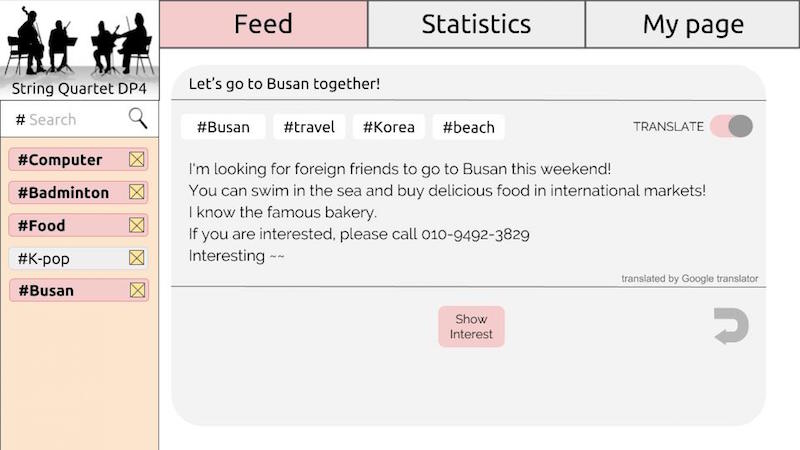 Feed
Statistics
My page
String Quartet DP4
# Search
#Computer
#Badminton
#Food
#K-pop
#Busan
Let's go to Busan together!
#Busan
#travel
#Korea
#beach
TRANSLATE
I'm looking for foreign friends to go to Busan this weekend!
You can swim in the sea and buy delicious food in international markets!
I know the famous bakery.
If you are interested, please call 010-9492-3829
Interesting ~~
translated by Google translator
Show
Interest